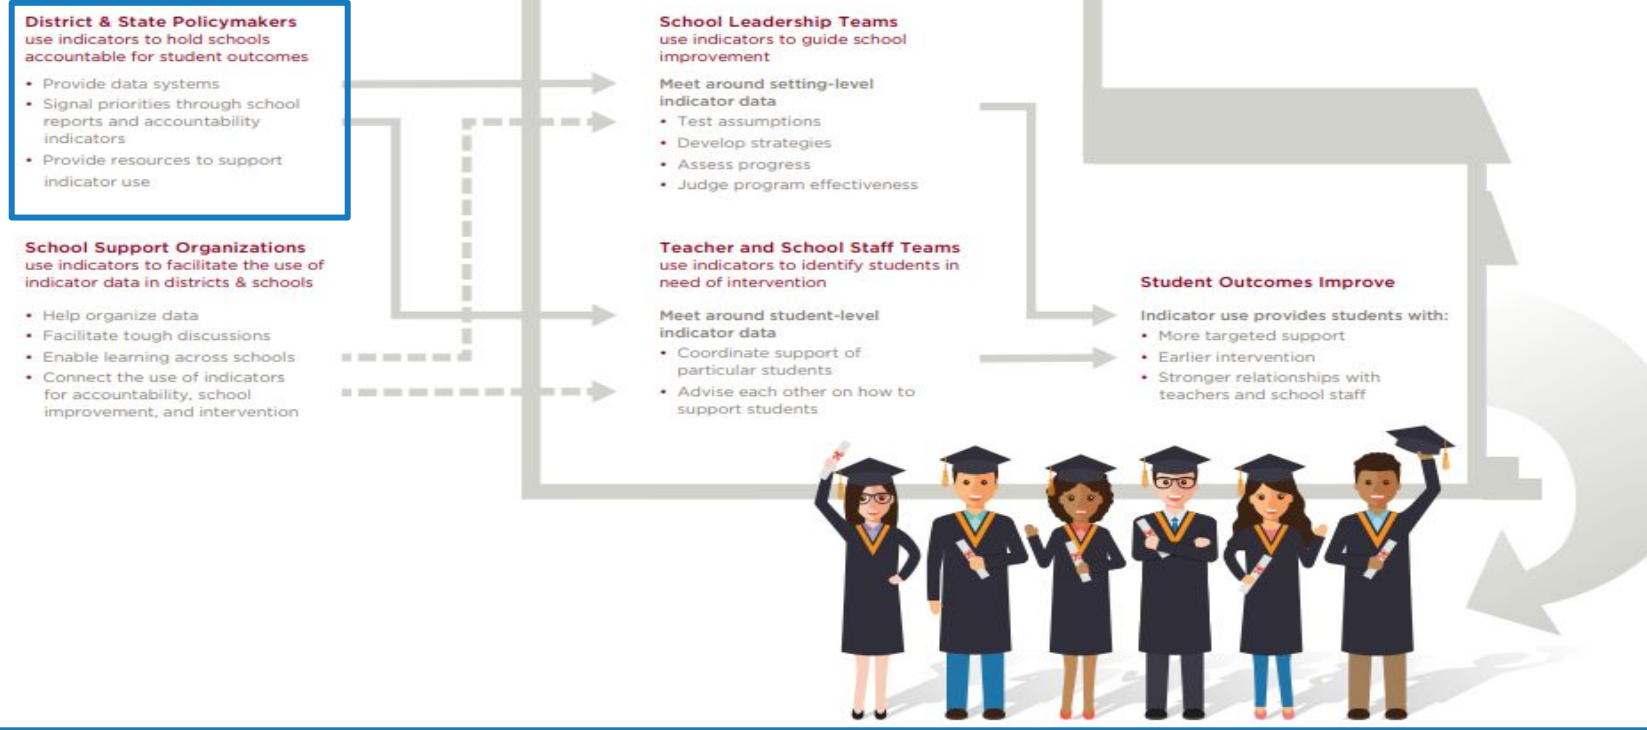 District & State Policymakers
use indicators to hold schools
accountable for student outcomes
• Provide data systems
• Signal priorities through school
reports and accountability
indicators
• Provide resources to support
indicator use
School Support Organizations
use indicators to facilitate the use of
indicator data in districts & schools
• Help organize data
• Facilitate tough discussions
• Enable learning across schools
• Connect the use of indicators
for accountability, school
improvement, and intervention
School Leadership Teams
use indicators to guide school
improvement
Meet around setting-level
indicator data
• Test assumptions
• Develop strategies
• Assess progress
• Judge program effectiveness
Teacher and School Staff Teams
use indicators to identify students in
need of intervention
Meet around student-level
indicator data
• Coordinate support of
particular students
• Advise each other on how to
support students
Student Outcomes Improve
Indicator use provides students with:
• More targeted support
• Earlier intervention
• Stronger relationships with
teachers and school staff